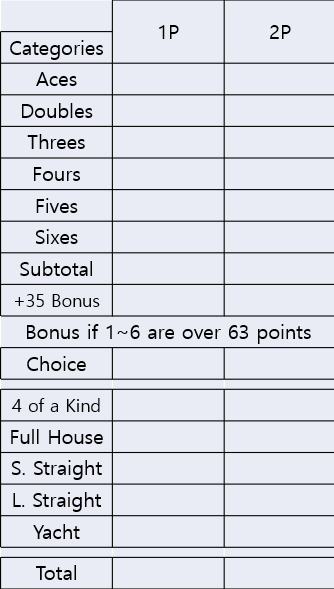 1P 2P
Categories
Aces
Doubles
Threes
Fours
Fives
Sixes
Subtotal
+35 Bonus
Bonus if 1~6 are over 63 points
Choice
4 of a Kind
Full House
S. Straight
L. Straight
Yacht
Total